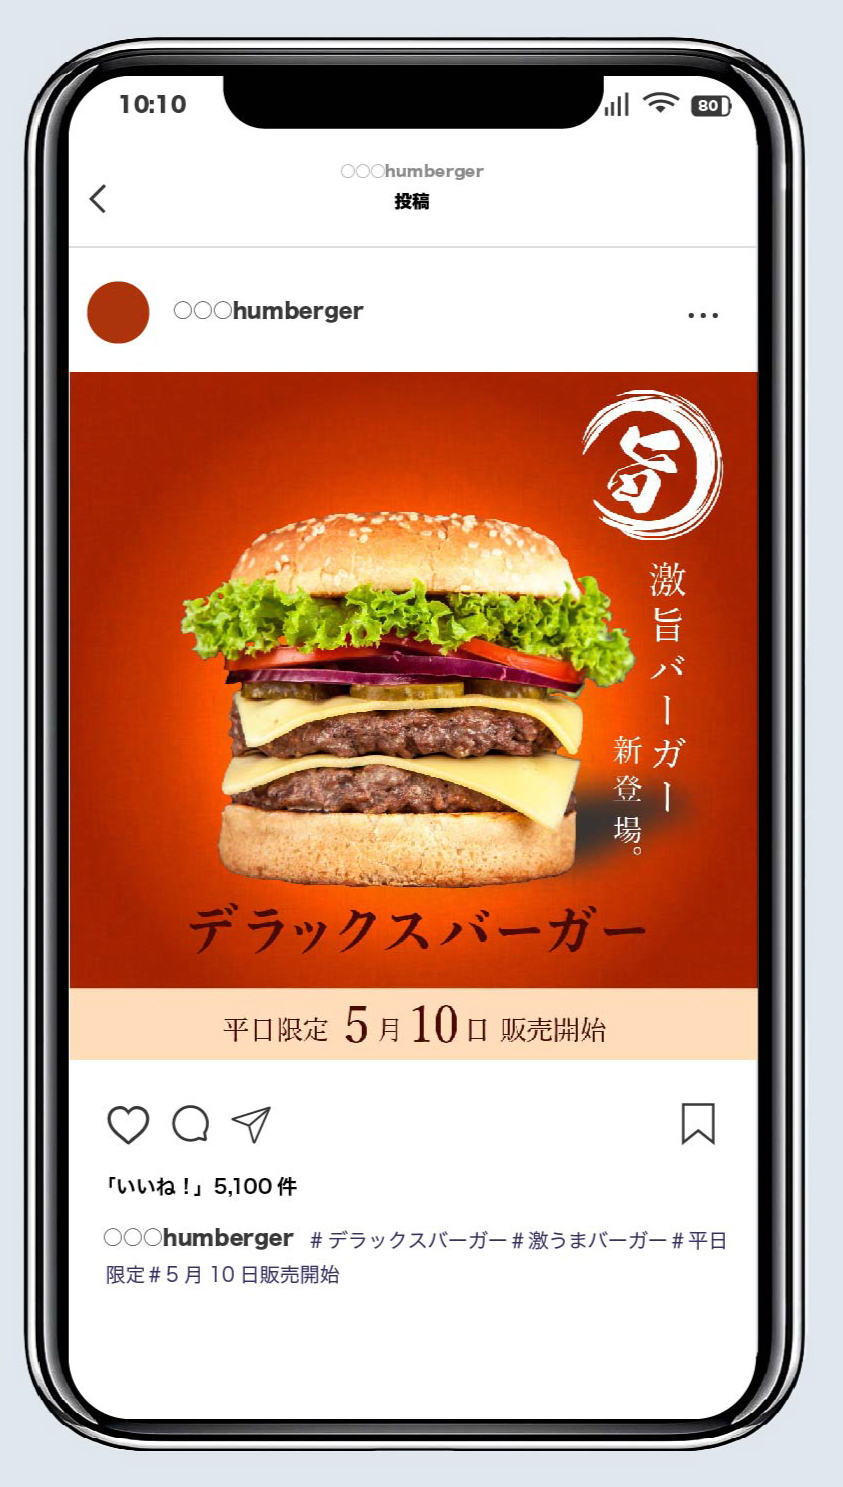 10:10
80
○○○humberger
投稿
○○○humberger
旨
激旨バーガー
新登場。
デラックスバーガー
平日限定 5月10日 販売開始
「いいね！」5,100件
○○○humberger #デラックスバーガー#激うまバーガー#平日
限定#5月10日販売開始